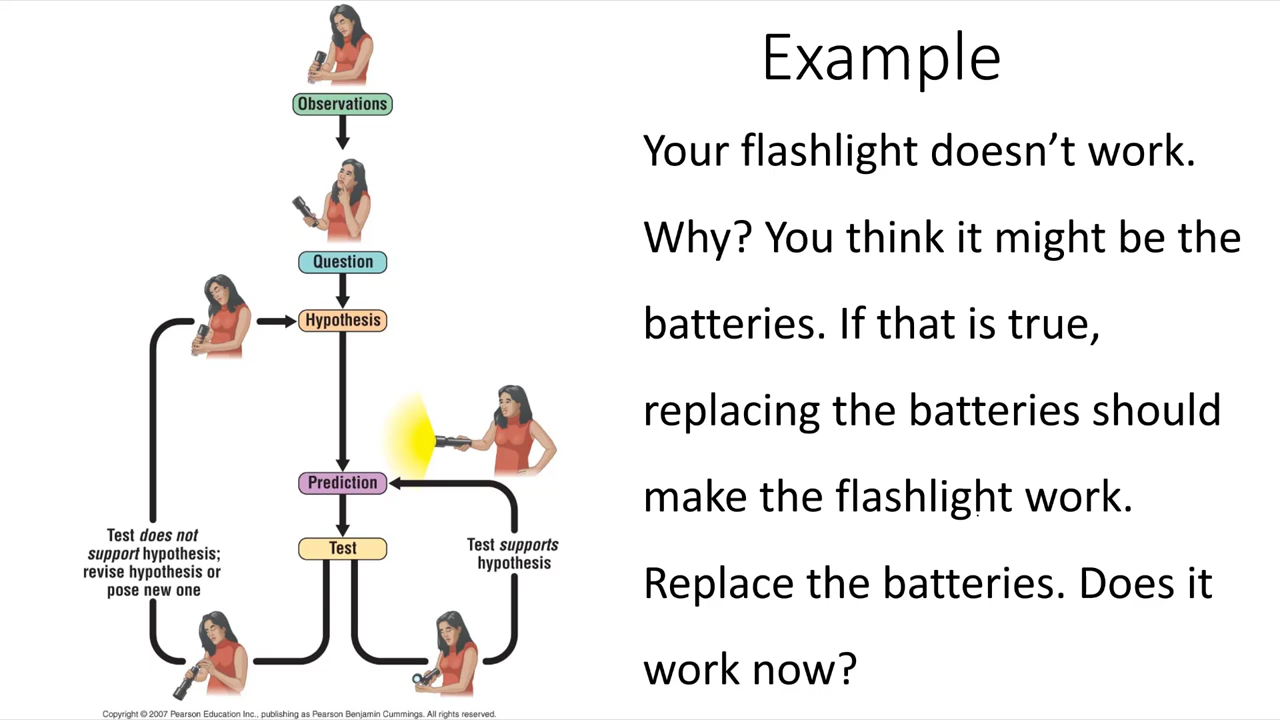 Example
Observations
Question
Hypothesis
Prediction
Test
Test does not
support hypothesis;
revise hypothesis or
pose new one
Test supports
hypothesis
Copyright © 2007 Pearson Education Inc., publishing as Pearson Benjamin Cummings. All rights reserved.
Your flashlight doesn’t work.
Why? You think it might be the
batteries. If that is true,
replacing the batteries should
make the flashlight work.
Replace the batteries. Does it
work now?